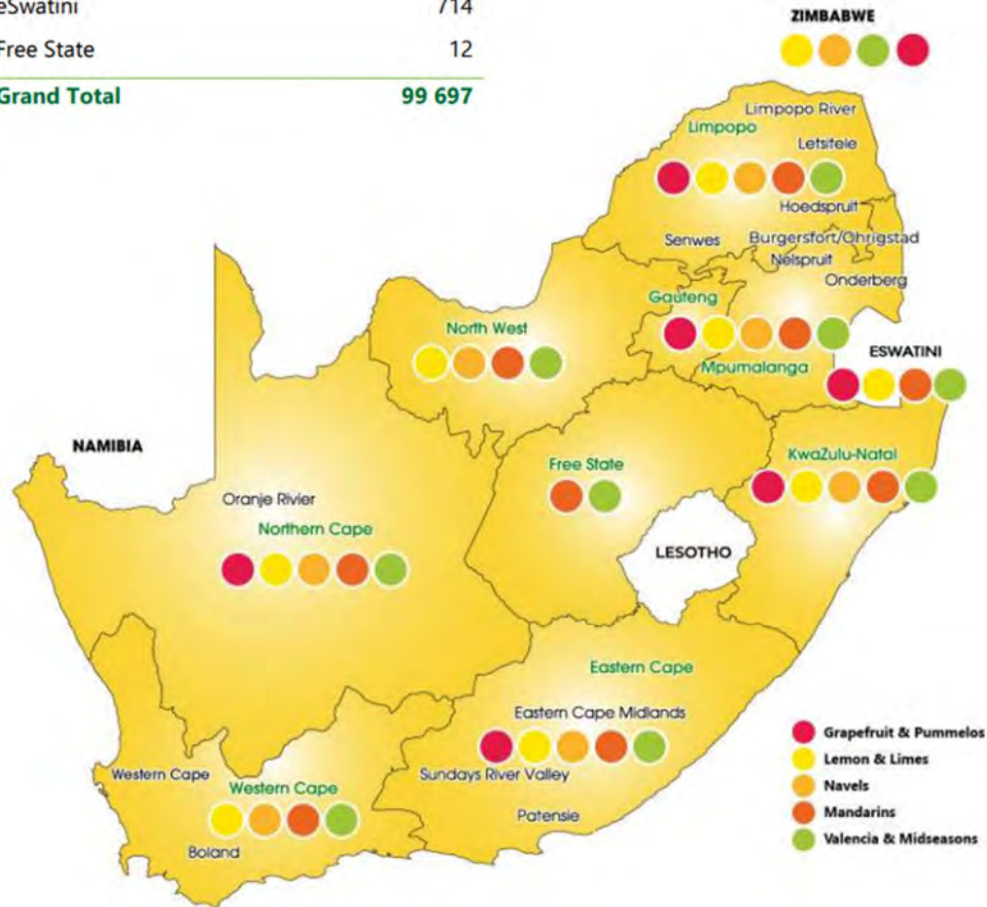 eSwatini 714
Free State 12
Grand Total 99 697
ZIMBABWE
Limpopo River
Limpopo
Letsitele
Hoedspruit
Senwes
Burgersfort/Ohrigstad
Nelspruit
Onderberg
Gauteng
North West
ESWATINI
Mpumalanga
NAMIBIA
KwaZulu-Natal
Free State
Oranje Rivier
Northern Cape
LESOTHO
Eastern Cape
Eastern Cape Midlands
Sundays River Valley
Patensie
Western Cape
Western Cape
Boland
Grapefruit & Pummelos
Lemon & Limes
Navels
Mandarins
Valencia & Midseasons